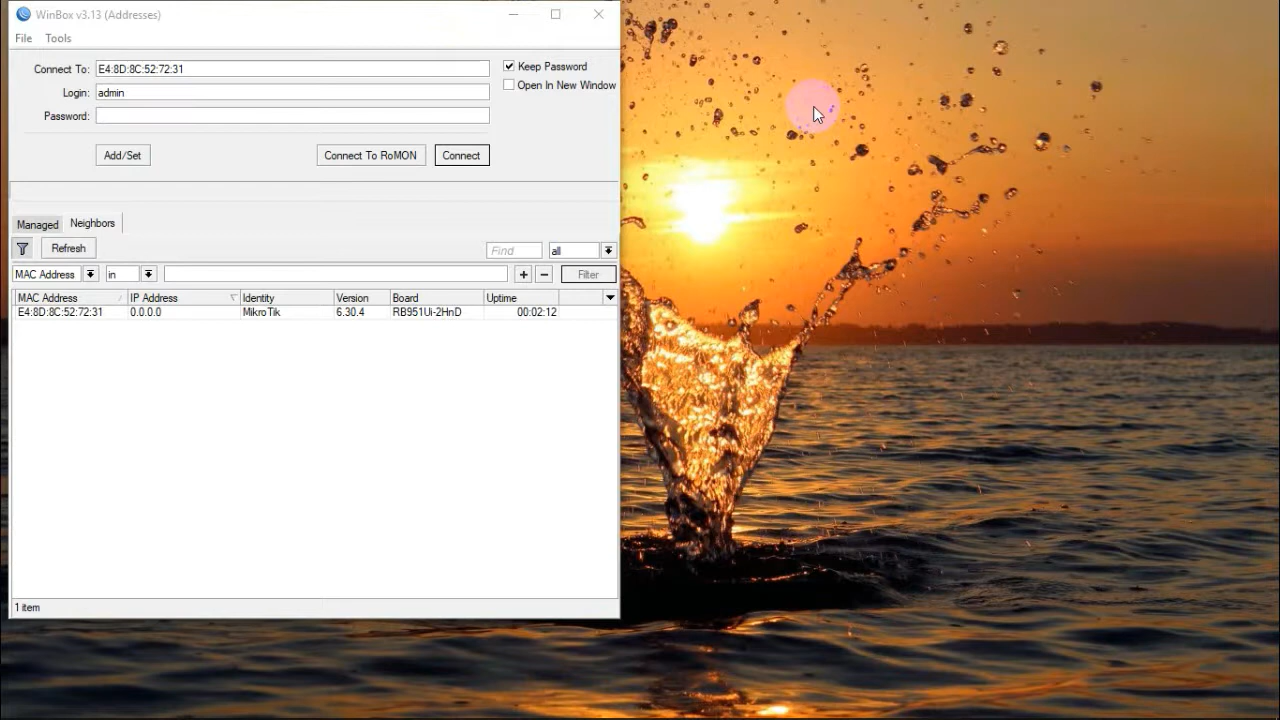 WinBox v3.13 (Addresses)
File Tools
Connect To: E4:8D:8C:52:72:31
Keep Password
Open In New Window
Login: admin
Password:
Add/Set Connect To RoMON Connect
Managed Neighbors
Refresh Find all
MAC Address in Filter
MAC Address IP Address Identity Version Board Uptime
E4:8D:8C:52:72:31 0.0.0.0 MikroTik 6.30.4 RB951Ui-2HnD 00:02:12
1 item